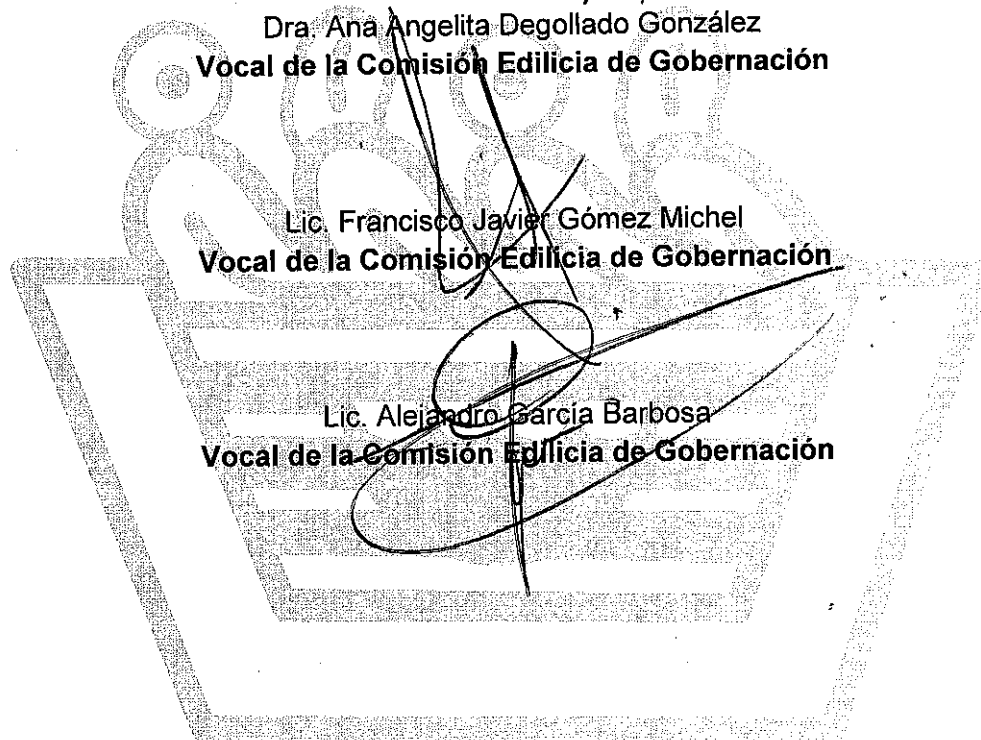 Dra. Ana Angelita Degollado González
Vocal de la Comisión Edilicia de Gobernación
Lic. Francisco Javier Gómez Michel
Vocal de la Comisión Edilicia de Gobernación
Lic. Alejandro García Barbosa
Vocal de la Comisión Edilicia de Gobernación